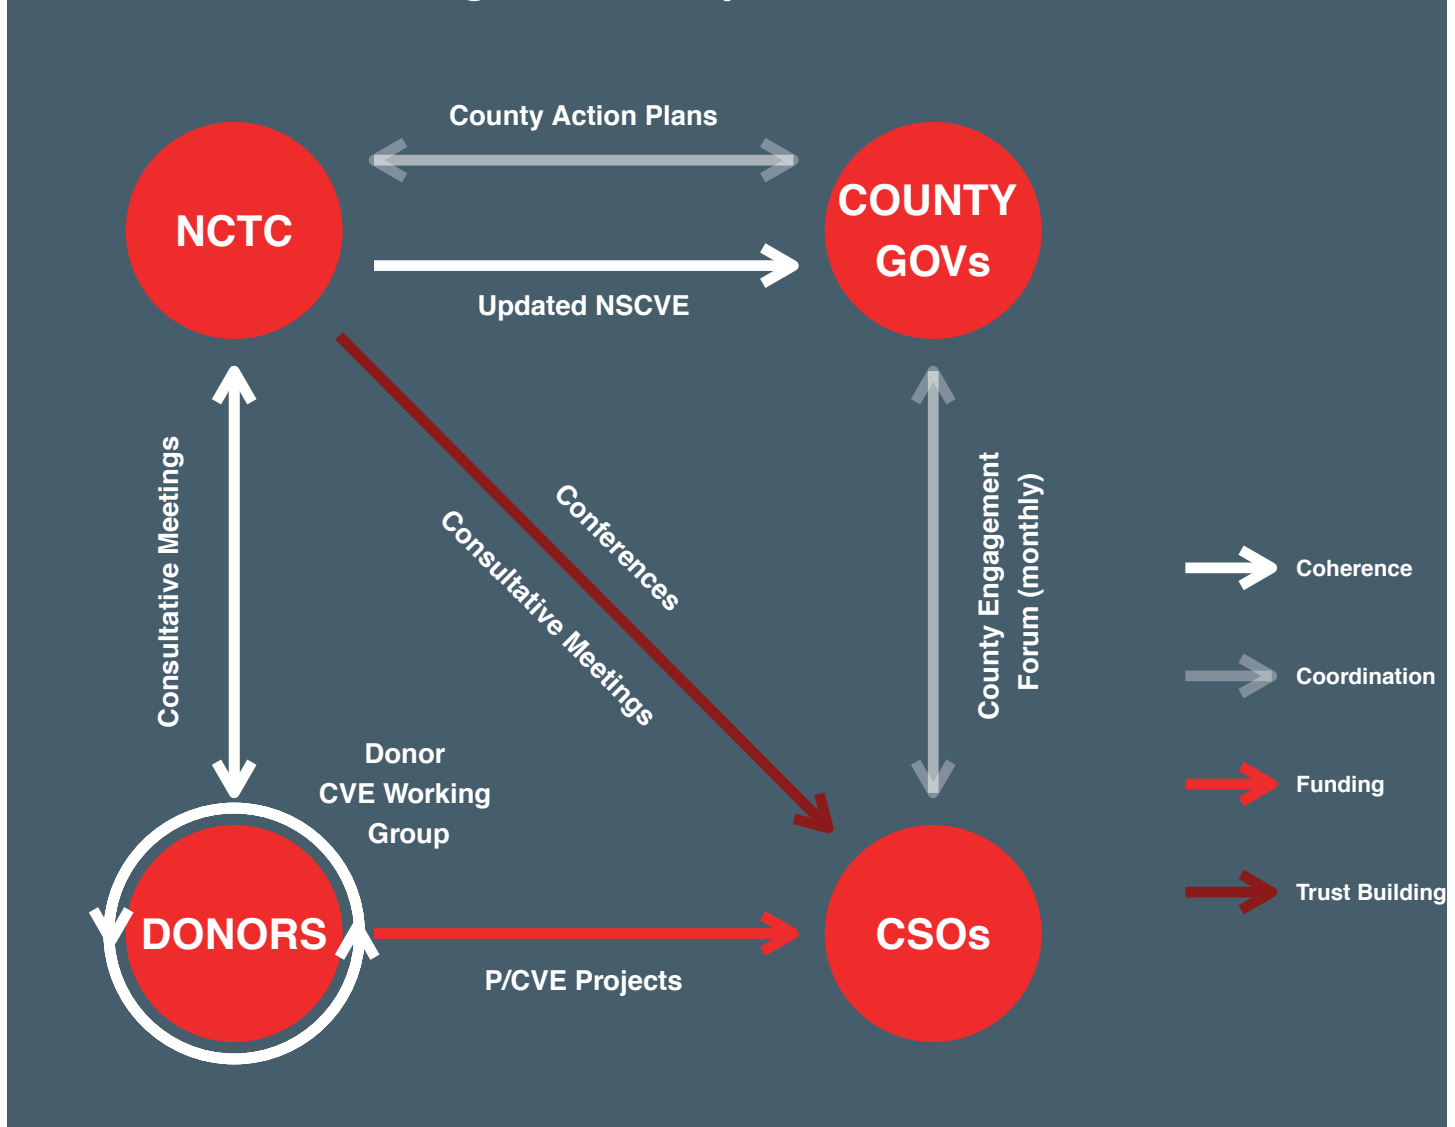 County Action Plans
NCTC
COUNTY
GOVs
Updated NSCVE
Consultative Meetings
Conferences
Consultative Meetings
County Engagement
Forum (monthly)
Coherence
Coordination
Funding
Trust Building
Donor
CVE Working
Group
DONORS
CSOs
P/CVE Projects